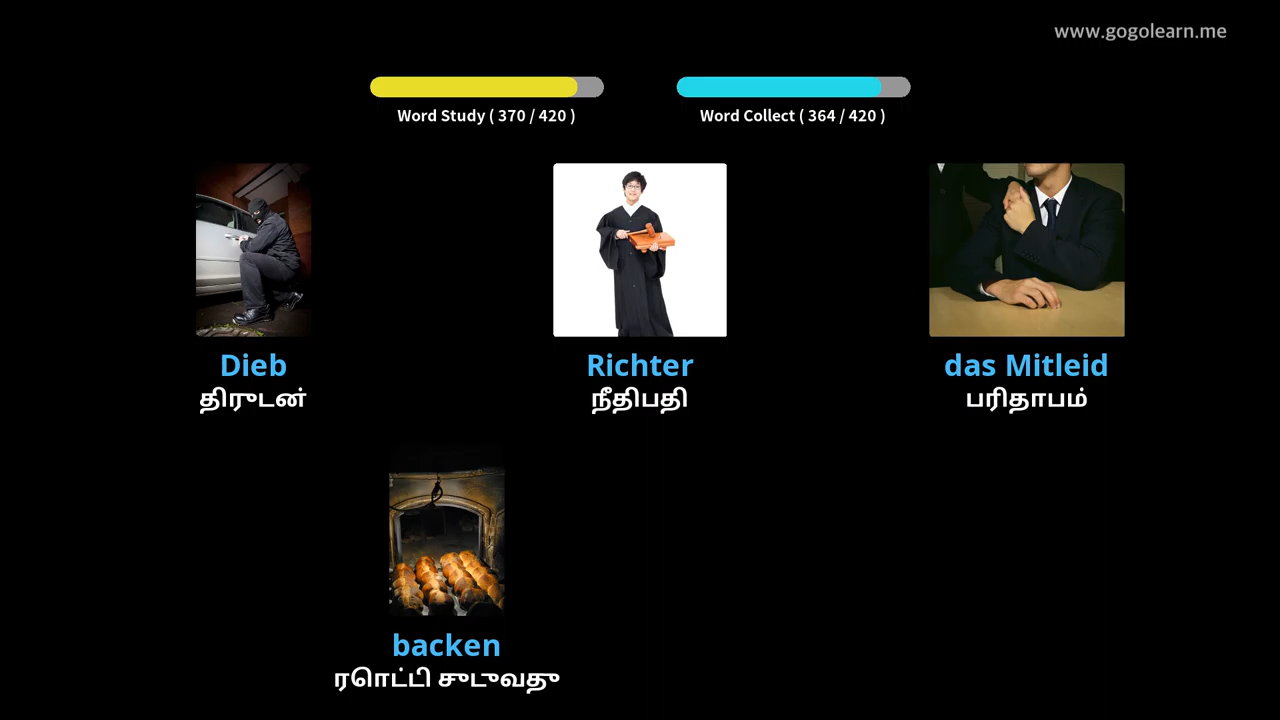 www.gogolearn.me
Word Study ( 370 / 420 )
Word Collect ( 364 / 420 )
Dieb
திருடன்
Richter
நீதிபதி
das Mitleid
பரிதாபம்
backen
ரொட்டி சுடுவது